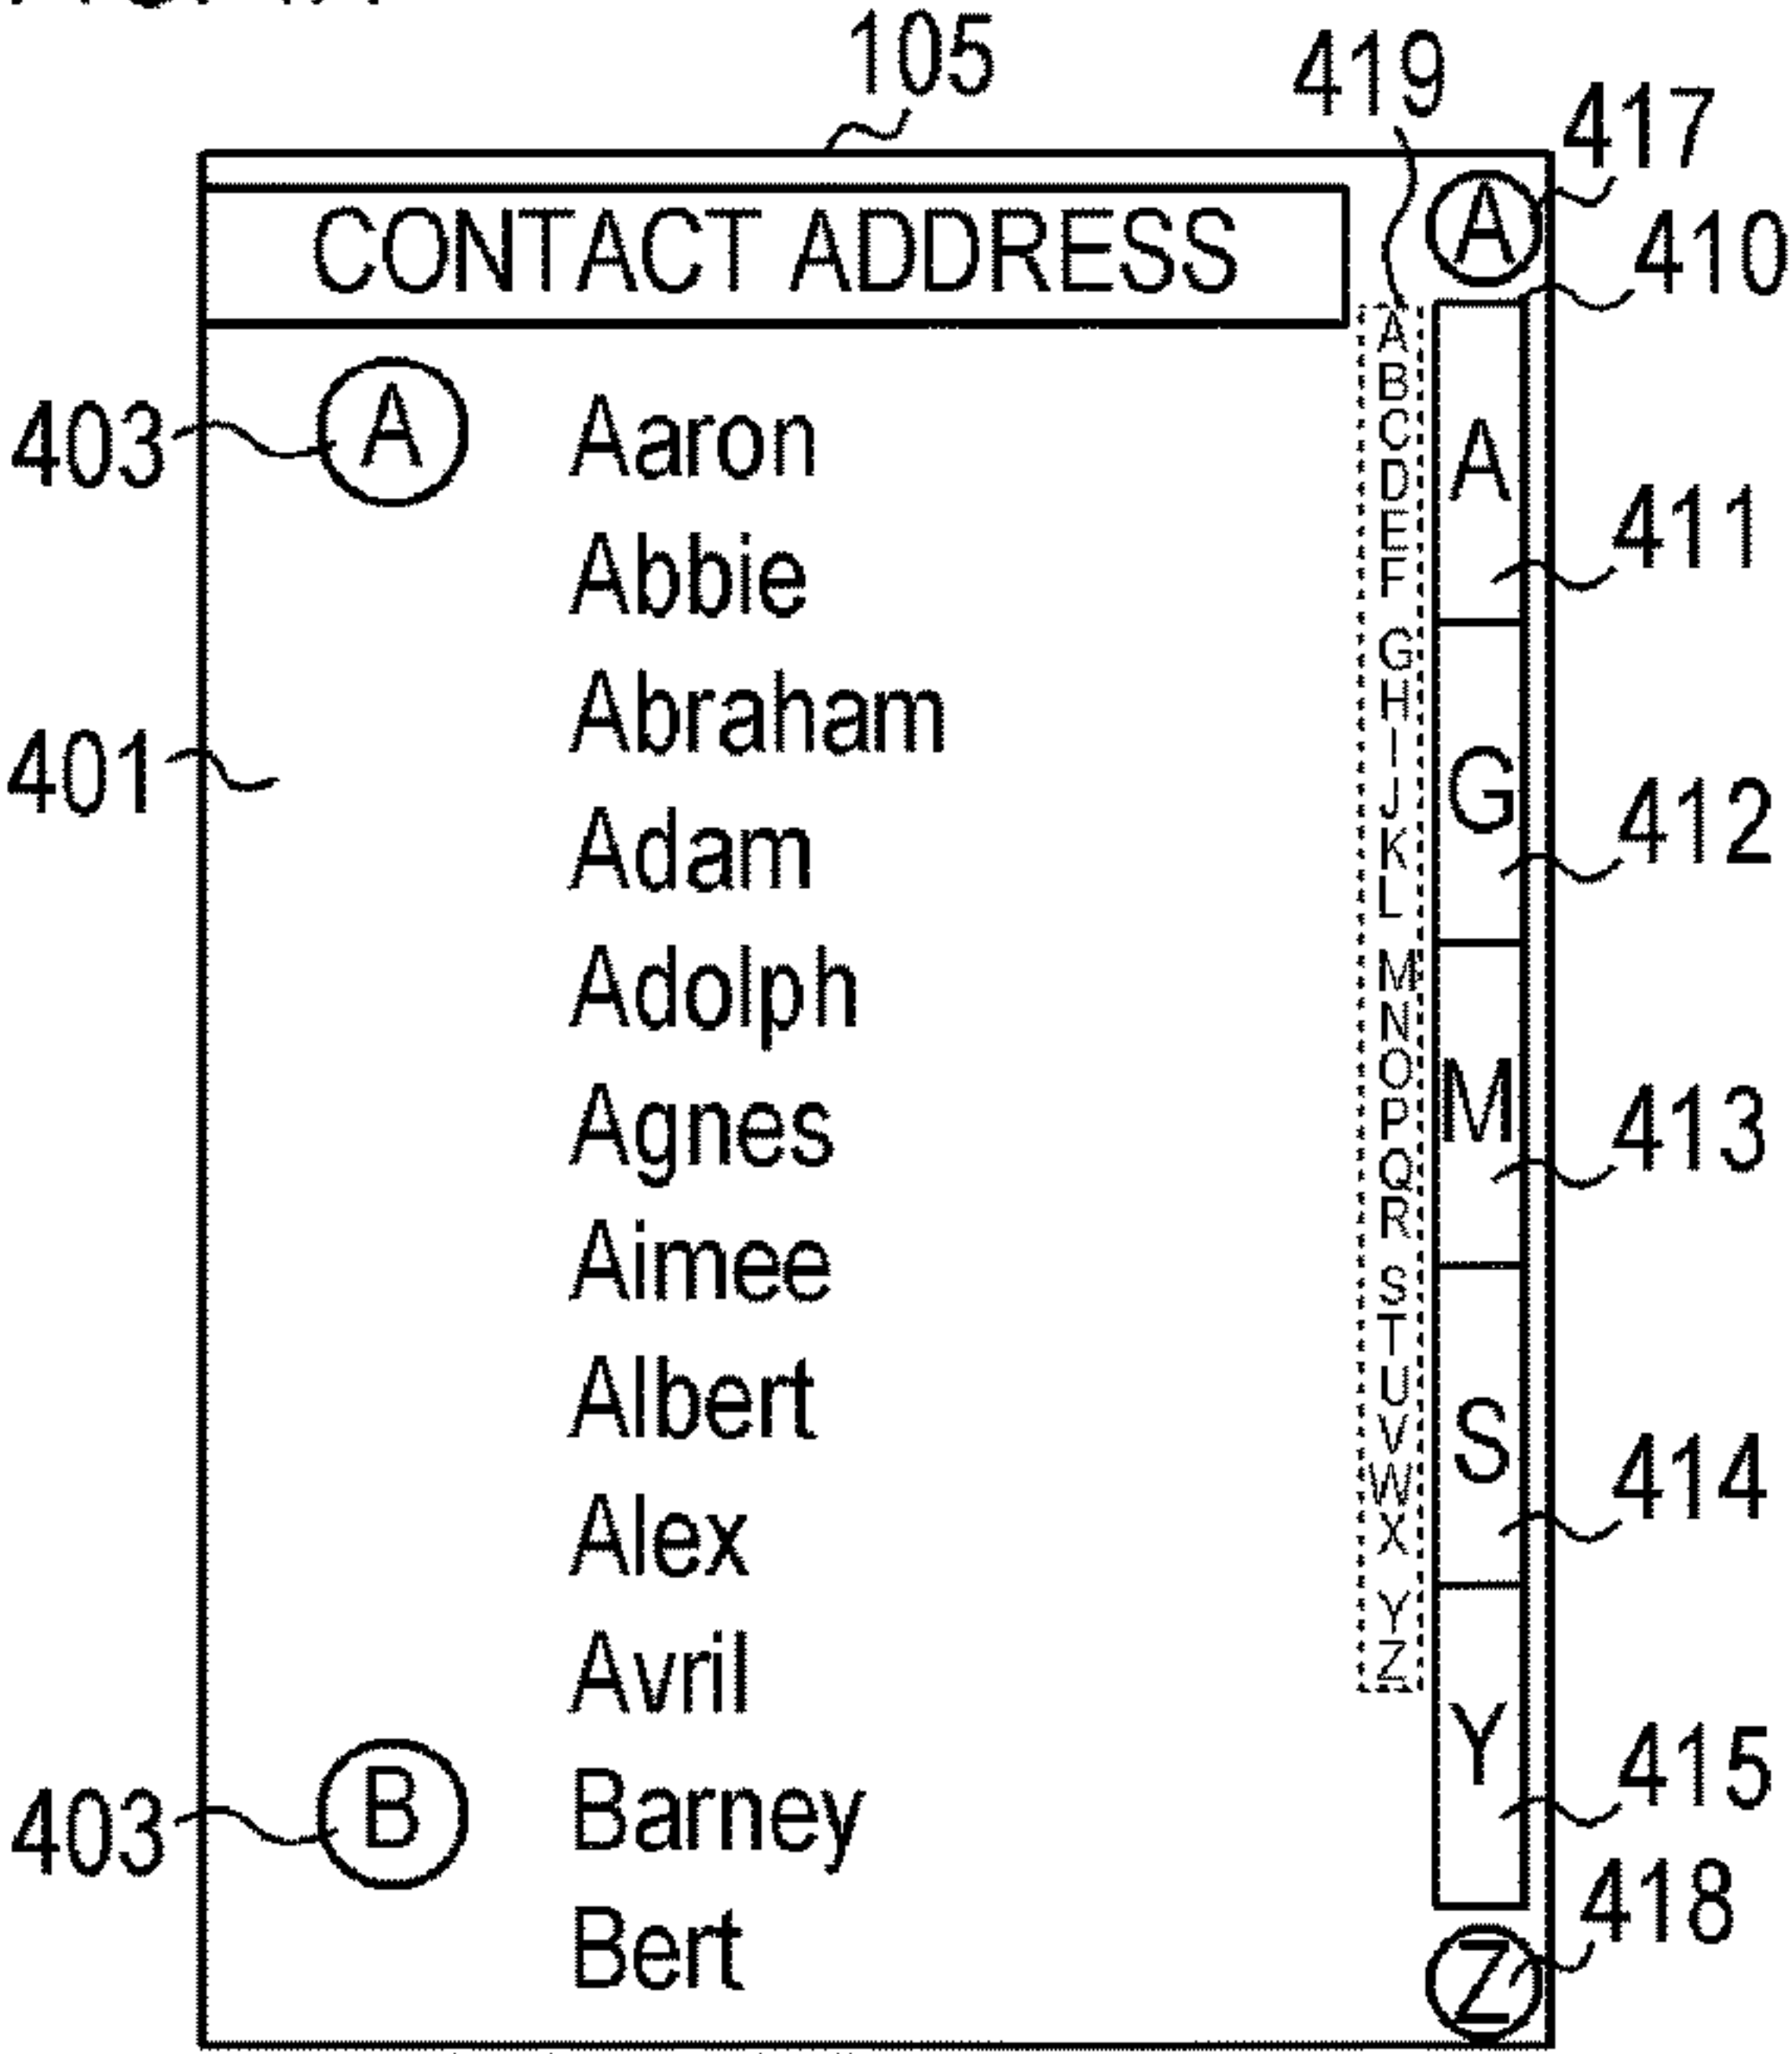 105
419
417
CONTACT ADDRESS
A
410
403
A
Aaron
Abbie
Abraham
Adam
Adolph
Agnes
Aimee
Albert
Alex
Avril
403
B
Barney
Bert
401
A
B
C
D
E
F
G
H
I
J
K
L
M
N
O
P
Q
R
S
T
U
V
W
X
Y
Z
A
411
G
412
M
413
S
414
Y
415
Z
418